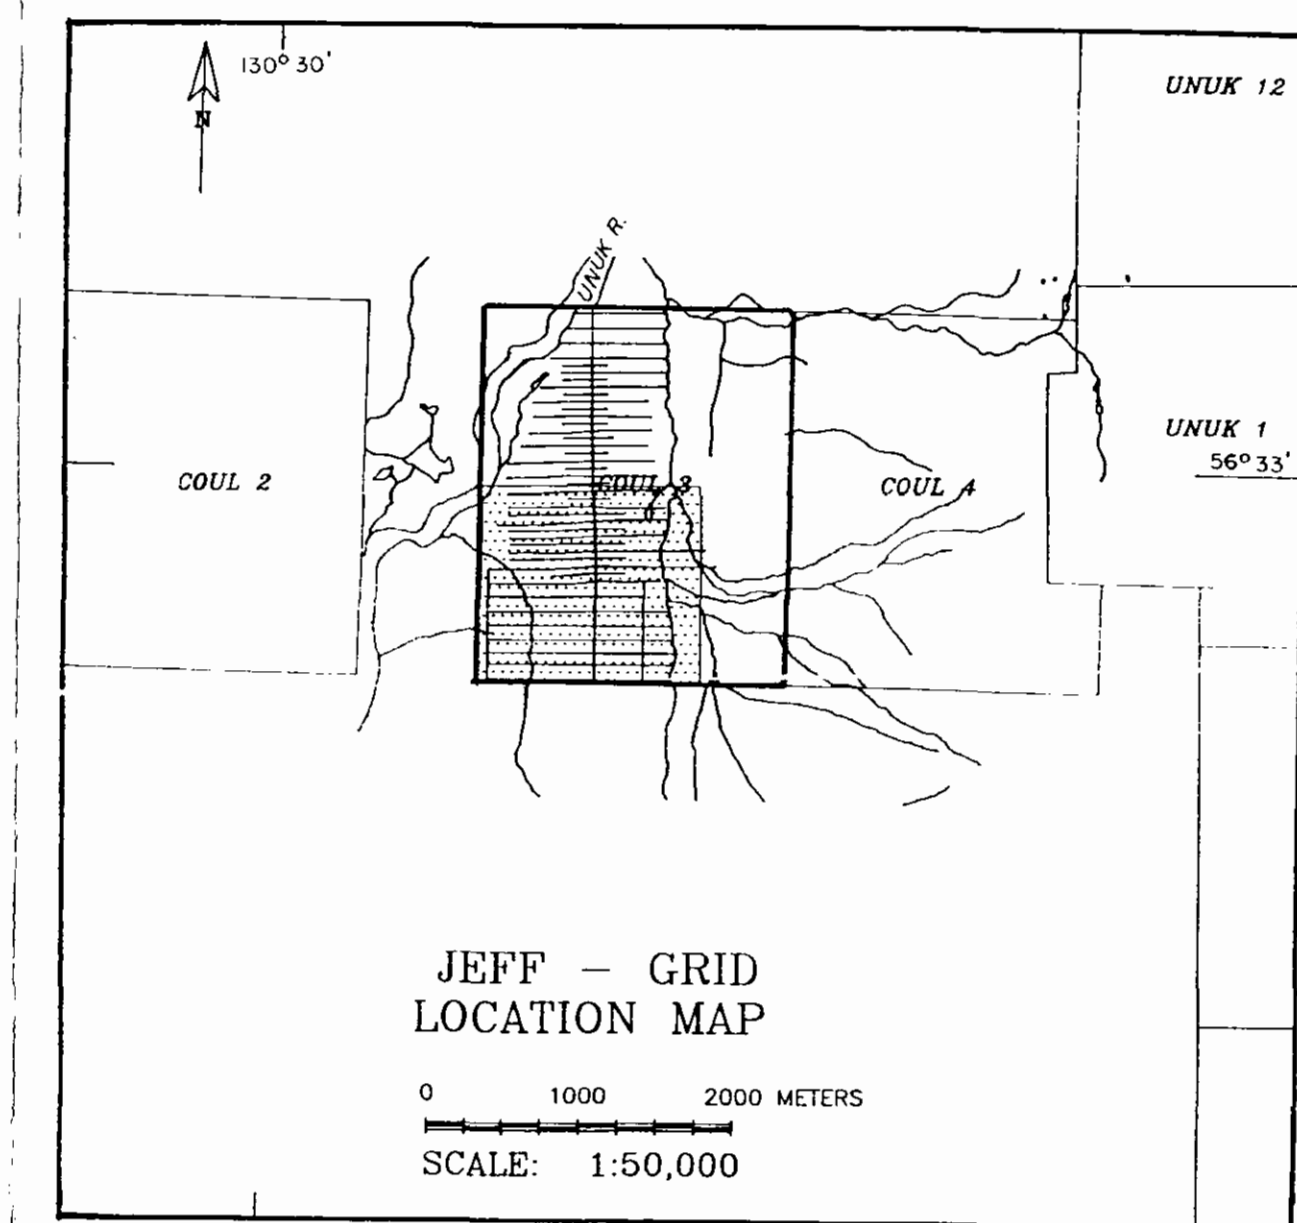 130° 30'
N
UNUK 12
UNUK R.
UNUK 1
56° 33'
COUL 2
COUL 3
COUL 4
JEFF – GRID
LOCATION MAP
0 1000 2000 METERS
SCALE: 1:50,000